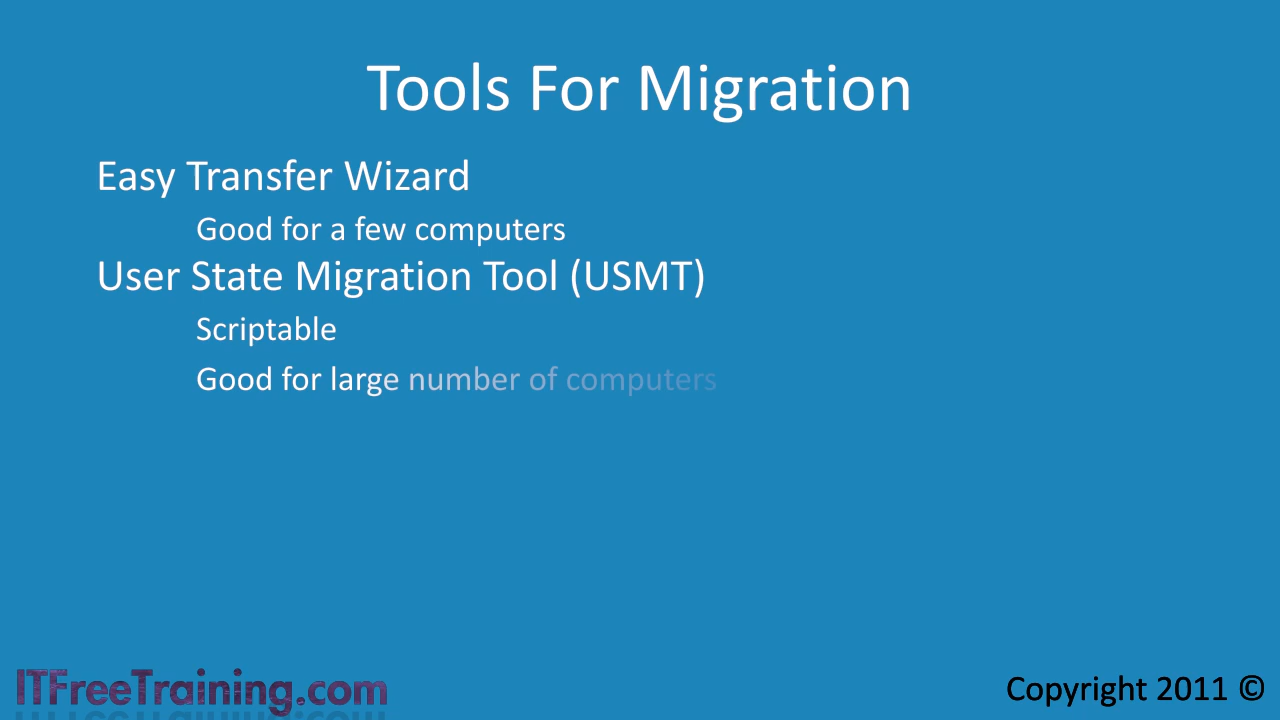 Tools For Migration
Easy Transfer Wizard
Good for a few computers
User State Migration Tool (USMT)
Scriptable
Good for large number of computers
ITFreeTraining.com
Copyright 2011 ©